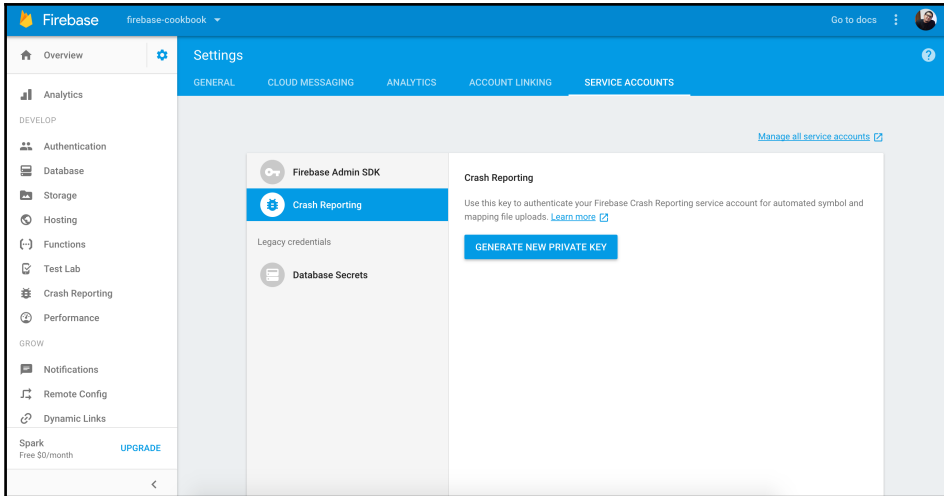 Firebase
firebase-cookbook
Go to docs
Overview
Settings
GENERAL
CLOUD MESSAGING
ANALYTICS
ACCOUNT LINKING
SERVICE ACCOUNTS
Analytics
DEVELOP
Authentication
Database
Storage
Hosting
Functions
Test Lab
Crash Reporting
Performance
GROW
Notifications
Remote Config
Dynamic Links
Spark
Free $0/month
UPGRADE
Manage all service accounts
Firebase Admin SDK
Crash Reporting
Legacy credentials
Database Secrets
Crash Reporting
Use this key to authenticate your Firebase Crash Reporting service account for automated symbol and
mapping file uploads. Learn more
GENERATE NEW PRIVATE KEY